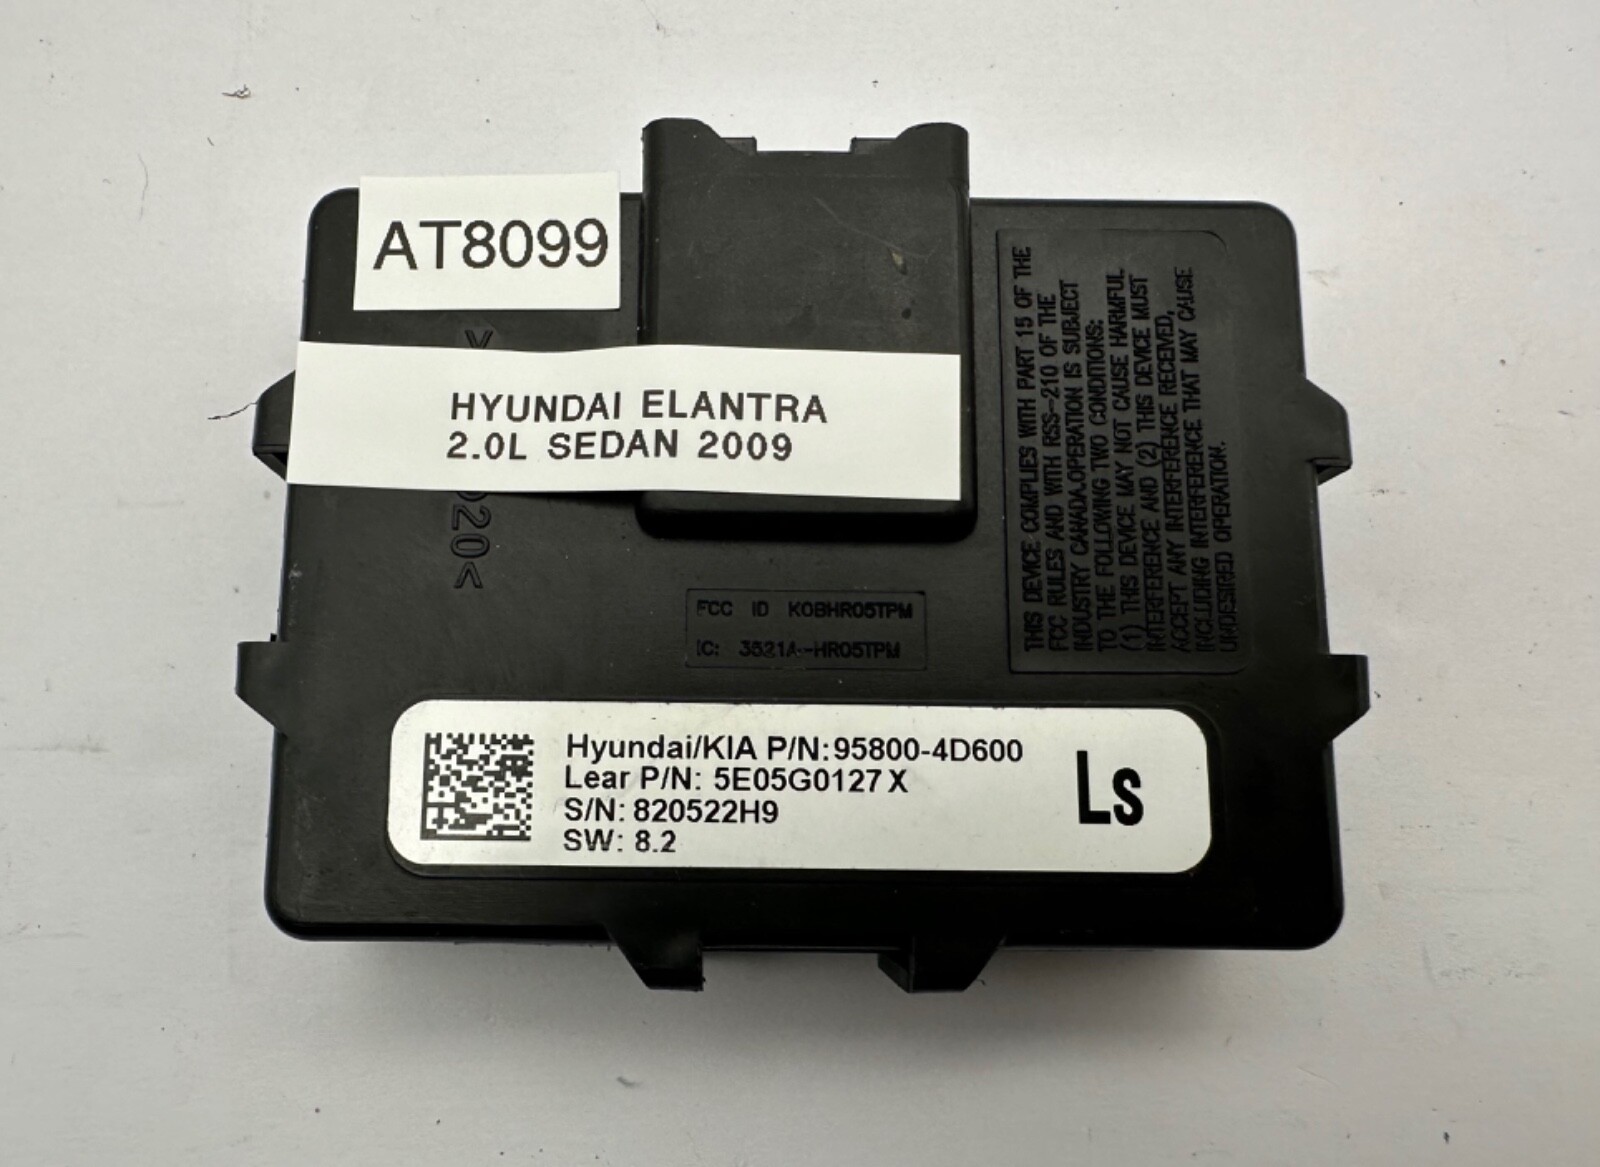 AT8099
HYUNDAI ELANTRA
2.0L SEDAN 2009
D20<
THIS DEVICE COMPLIES WITH PART 15 OF THE
FCC RULES AND WITH RSS-210 OF THE
INDUSTRY CANADA.OPERATION IS SUBJECT
TO THE FOLLOWING TWO CONDITIONS:
(1) THIS DEVICE MAY NOT CAUSE HARMFUL
INTERFERENCE AND (2) THIS DEVICE MUST
ACCEPT ANY INTERFERENCE RECEIVED,
INCLUDING INTERFERENCE THAT MAY CAUSE
UNDESIRED OPERATION.
FCC ID KOBHR05TPM
IC: 3521A-HR05TPM
Hyundai/KIA P/N:95800-4D600
Lear P/N: 5E05G0127 X
S/N: 820522H9
SW: 8.2
Ls